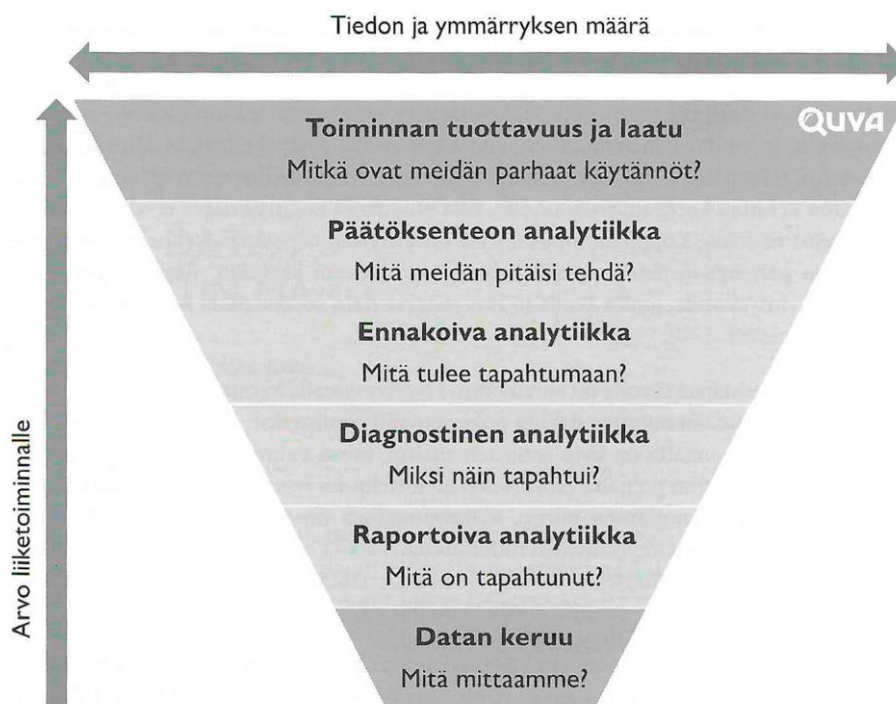 Tiedon ja ymmärryksen määrä
QUVA
Toiminnan tuottavuus ja laatu
Mitkä ovat meidän parhaat käytännöt?
Päätöksenteon analytiikka
Mitä meidän pitäisi tehdä?
Ennakoiva analytiikka
Mitä tulee tapahtumaan?
Diagnostinen analytiikka
Miksi näin tapahtui?
Raportoiva analytiikka
Mitä on tapahtunut?
Datan keruu
Mitä mittaamme?
Arvo liiketoiminnalle